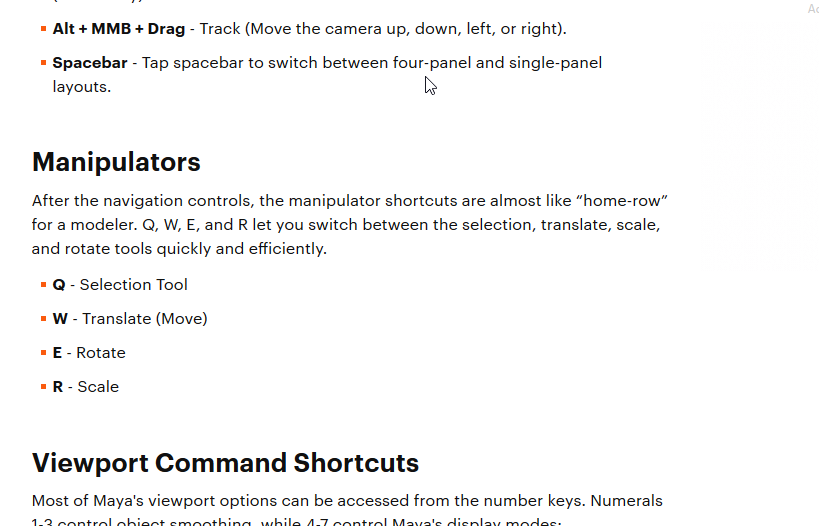 Alt + MMB + Drag - Track (Move the camera up, down, left, or right).
Spacebar - Tap spacebar to switch between four-panel and single-panel
layouts.
Manipulators
After the navigation controls, the manipulator shortcuts are almost like “home-row”
for a modeler. Q, W, E, and R let you switch between the selection, translate, scale,
and rotate tools quickly and efficiently.
Q - Selection Tool
W - Translate (Move)
E - Rotate
R - Scale
Viewport Command Shortcuts
Most of Maya's viewport options can be accessed from the number keys. Numerals
1-3 control object smoothing, while 4-7 control Maya's display modes: